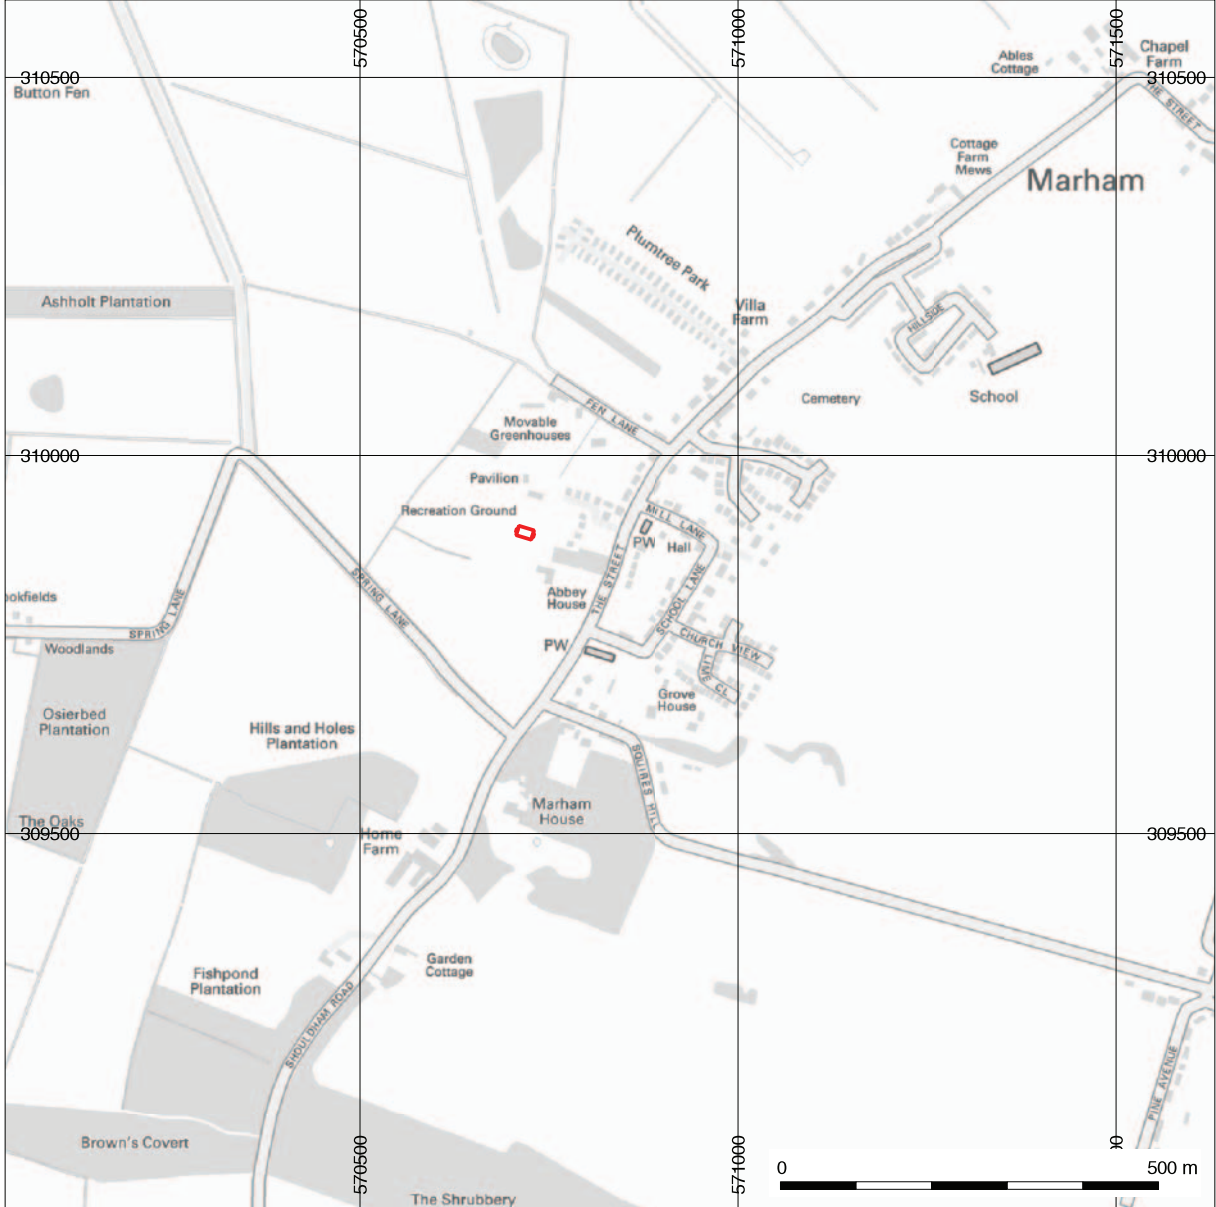 570500
571000
571500
Chapel
Farm
Ables
Cottage
310500
310500
Button Fen
THE STREET
Cottage
Farm
Mews
Marham
Plumtree Park
Ashholt Plantation
Villa
Farm
HILLSIDE
School
Cemetery
FEN LANE
Movable
Greenhouses
310000
310000
Pavilion
Recreation Ground
MILL LANE
PW
Hall
THE STREET
SPRING LANE
Abbey
House
SCHOOL LANE
ookfields
SPRING LANE
CHURCH VIEW
PW
Woodlands
LIME CL
Grove
House
Osierbed
Plantation
Hills and Holes
Plantation
SQUIRES HILL
Marham
House
The Oaks
309500
309500
Home
Farm
Garden
Cottage
Fishpond
Plantation
SHOULDHAM ROAD
PINE AVENUE
Brown's Covert
570500
571000
00
0
500 m
The Shrubbery